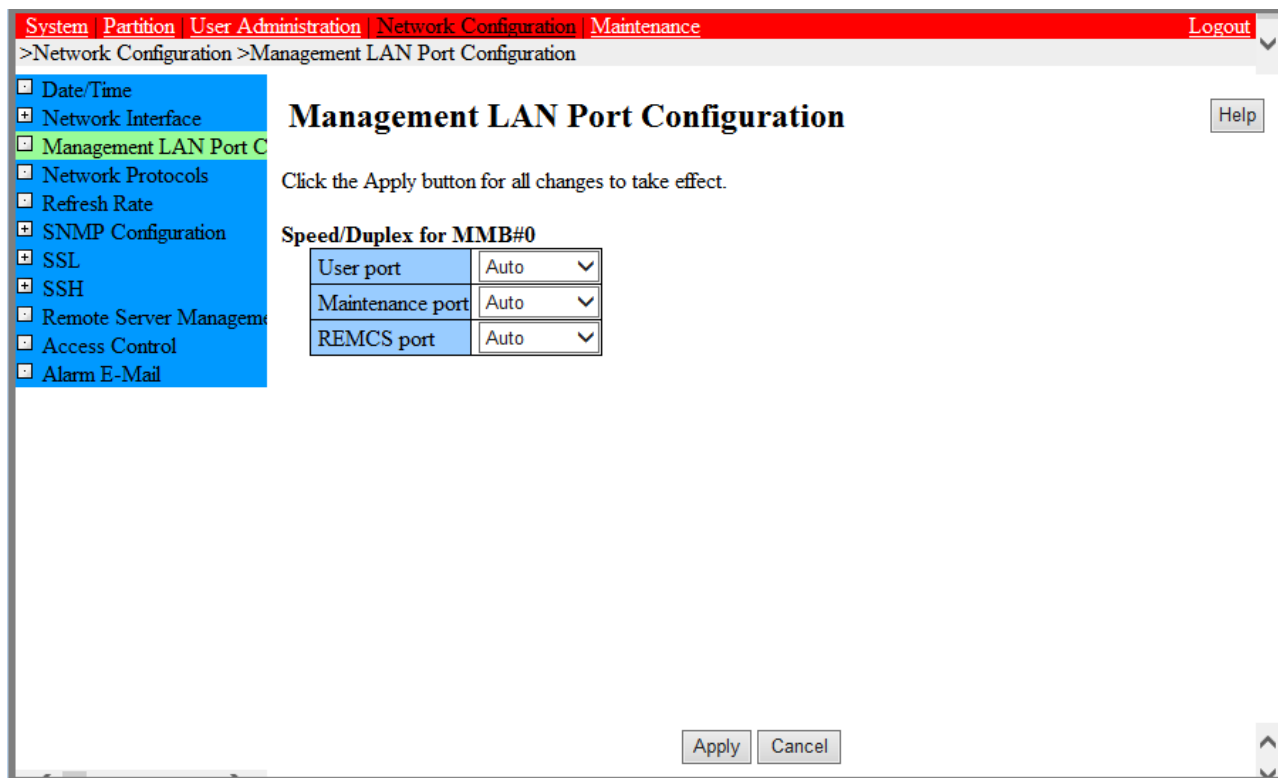 System | Partition | User Administration | Network Configuration | Maintenance Logout
>Network Configuration >Management LAN Port Configuration
Date/Time
Network Interface
Management LAN Port C
Network Protocols
Refresh Rate
SNMP Configuration
SSL
SSH
Remote Server Manageme
Access Control
Alarm E-Mail
Management LAN Port Configuration
Help
Click the Apply button for all changes to take effect.
Speed/Duplex for MMB#0
User port Auto
Maintenance port Auto
REMCS port Auto
Apply Cancel